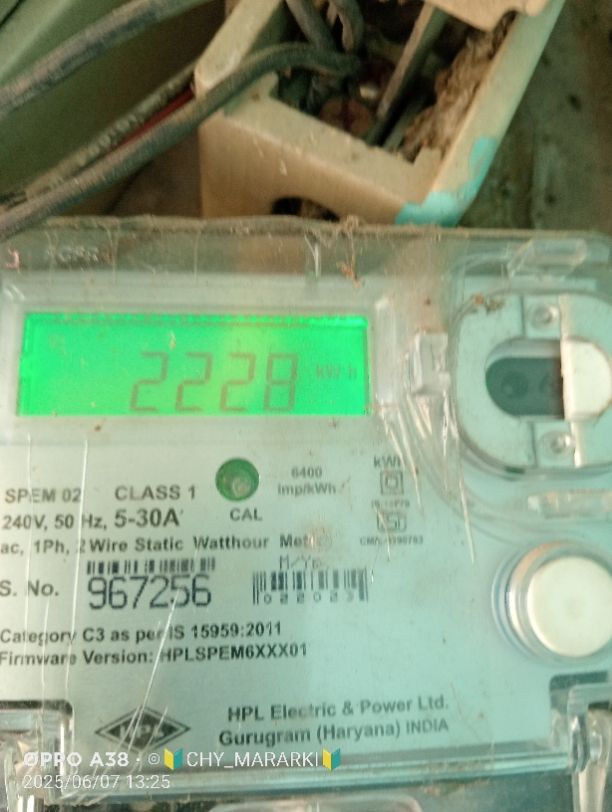 2228 kW h
6400
imp/kWh
kWh
SPEM 02 CLASS 1
240V, 50 Hz, 5-30A
CAL
ac, 1Ph, 2 Wire Static Watthour
S. No. 967256
022023
Category C3 as per IS 15959:2011
Firmware Version: HPLSPEM6XXX01
HPL
HPL Electric & Power Ltd.
Gurugram (Haryana) INDIA
OPPO A38 · ©🔰CHY_MARARKI🔰
2025/06/07 13:25